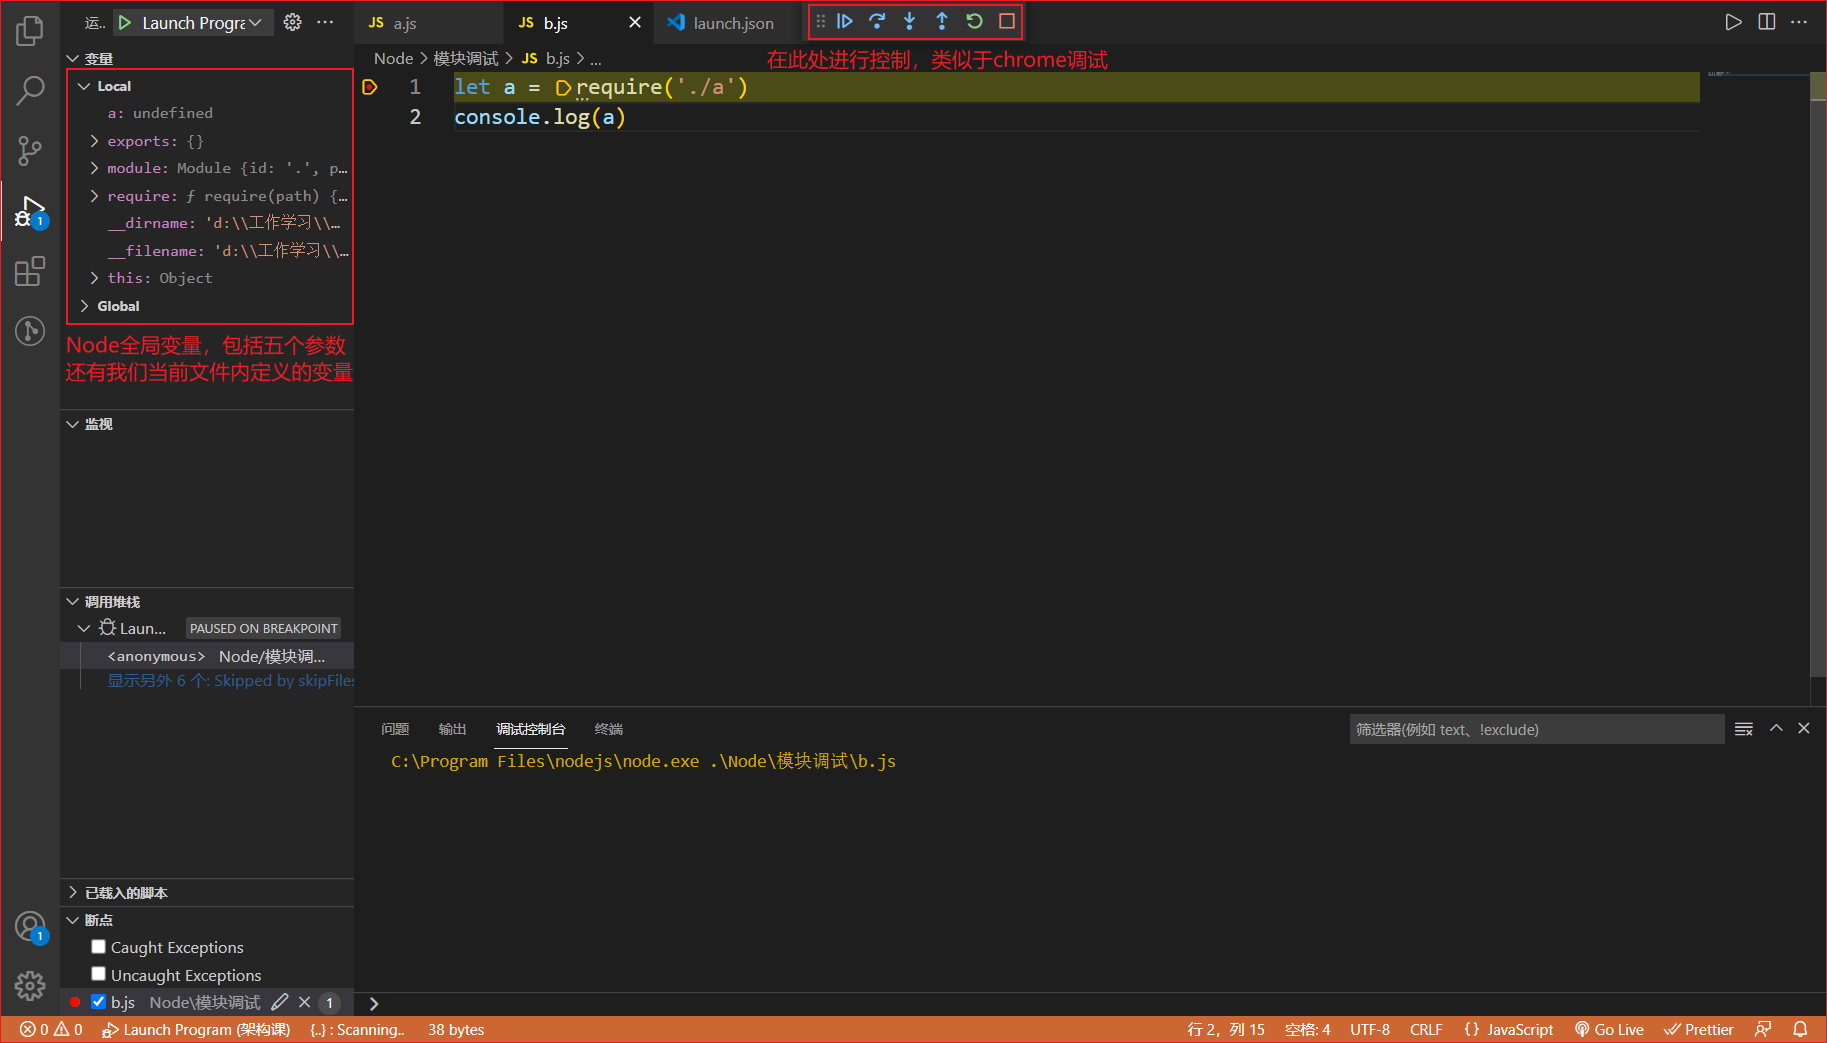 运.. Launch Progra
JS a.js
JS b.js
launch.json
变量
Local
a: undefined
exports: {}
module: Module {id: '.', p…
require: ƒ require(path) {…
__dirname: 'd:\\工作学习\\…
__filename: 'd:\\工作学习\\…
this: Object
Global
Node全局变量，包括五个参数
还有我们当前文件内定义的变量
Node > 模块调试 > JS b.js > ...
在此处进行控制，类似于chrome调试
1 let a = require('./a')
2 console.log(a)
监视
调用堆栈
Laun... PAUSED ON BREAKPOINT
<anonymous> Node/模块调...
显示另外 6 个: Skipped by skipFiles
已载入的脚本
断点
Caught Exceptions
Uncaught Exceptions
b.js Node\模块调试 1
问题 输出 调试控制台 终端
筛选器(例如 text、!exclude)
C:\Program Files\nodejs\node.exe .\Node\模块调试\b.js
1
1
0 0 Launch Program (架构课) {..} : Scanning.. 38 bytes
行 2，列 15 空格: 4 UTF-8 CRLF {} JavaScript Go Live Prettier